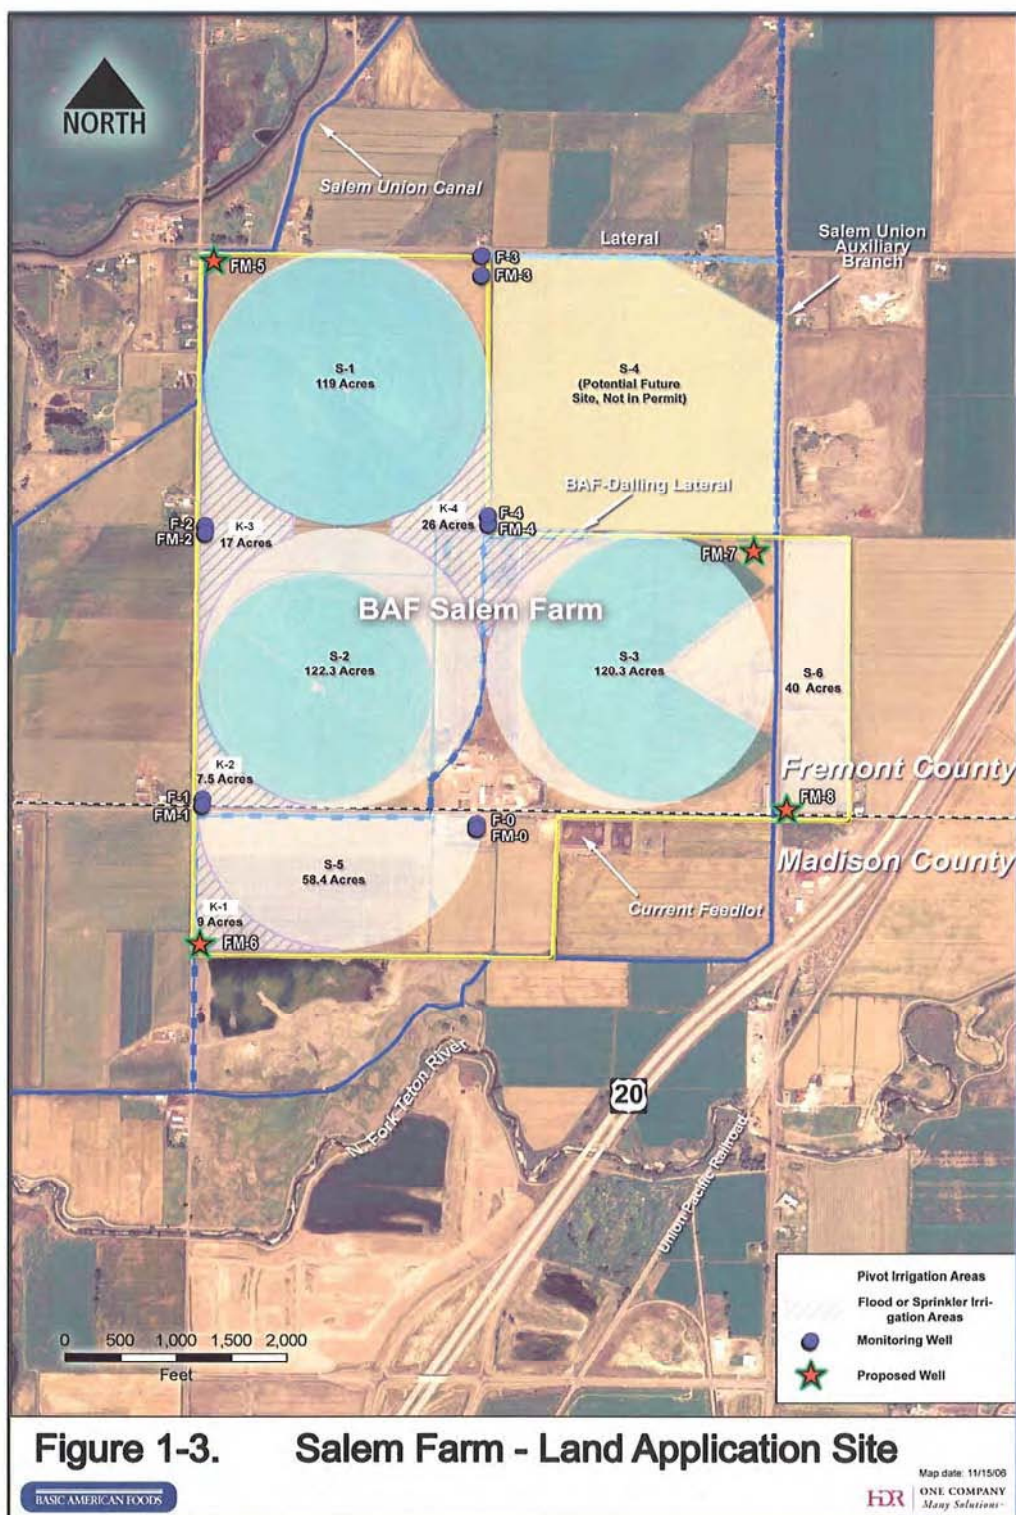 NORTH
Salem Union Canal
Lateral
Salem Union
Auxiliary
Branch
FM-5
F-3
FM-3
S-1
119 Acres
S-4
(Potential Future
Site, Not in Permit)
BAF-Dalling Lateral
K-4
26 Acres
F-4
FM-4
F-2
FM-2
K-3
17 Acres
FM-7
BAF Salem Farm
S-2
122.3 Acres
S-3
120.3 Acres
S-6
40 Acres
K-2
7.5 Acres
Fremont County
F-1
FM-1
FM-8
F-0
FM-0
Madison County
S-5
58.4 Acres
Current Feedlot
K-1
9 Acres
FM-6
N. Fork Teton River
20
Union Pacific Railroad
Pivot Irrigation Areas
Flood or Sprinkler Irri-
gation Areas
Monitoring Well
Proposed Well
0 500 1,000 1,500 2,000
Feet
Figure 1-3. Salem Farm - Land Application Site
Map date: 11/15/06
BASIC AMERICAN FOODS
HDR
ONE COMPANY
Many Solutions